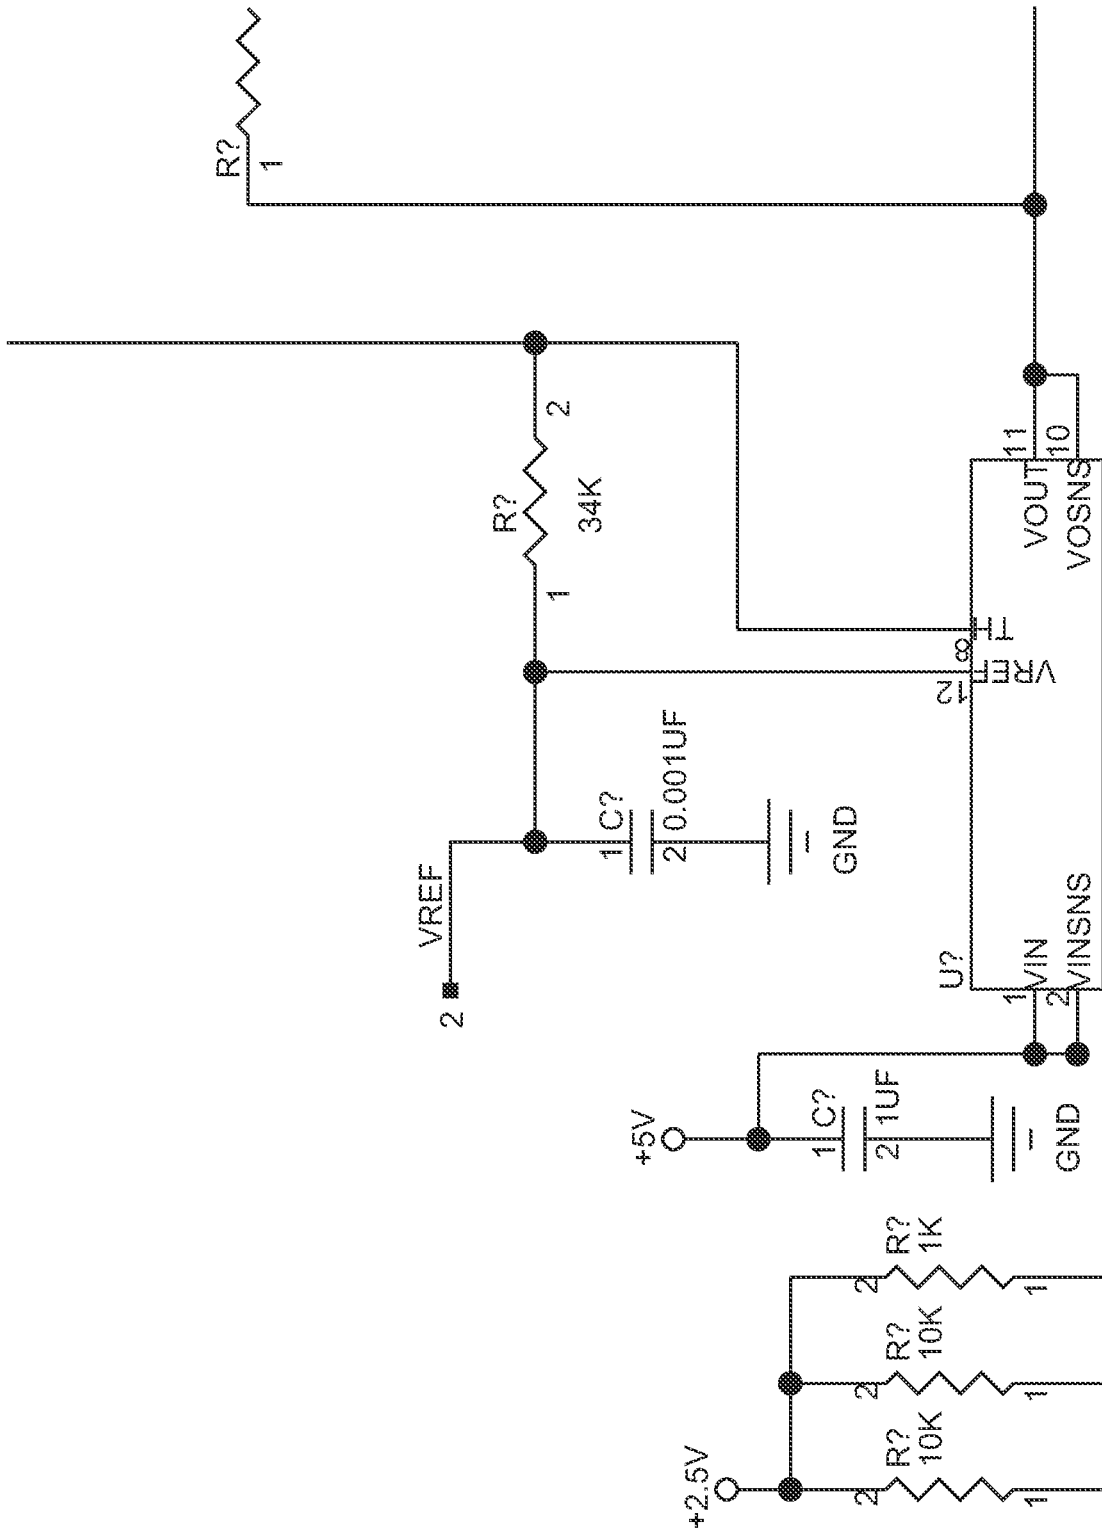 R?
1
R?
34K
1
2
VREF
2
1
C?
2
0.001UF
GND
+5V
1
C?
2
1UF
GND
U?
1
VIN
2
VINSNS
12
VREF
8
TH
11
VOUT
10
VOSNS
+2.5V
2
R?
10K
1
2
R?
10K
1
2
R?
1K
1